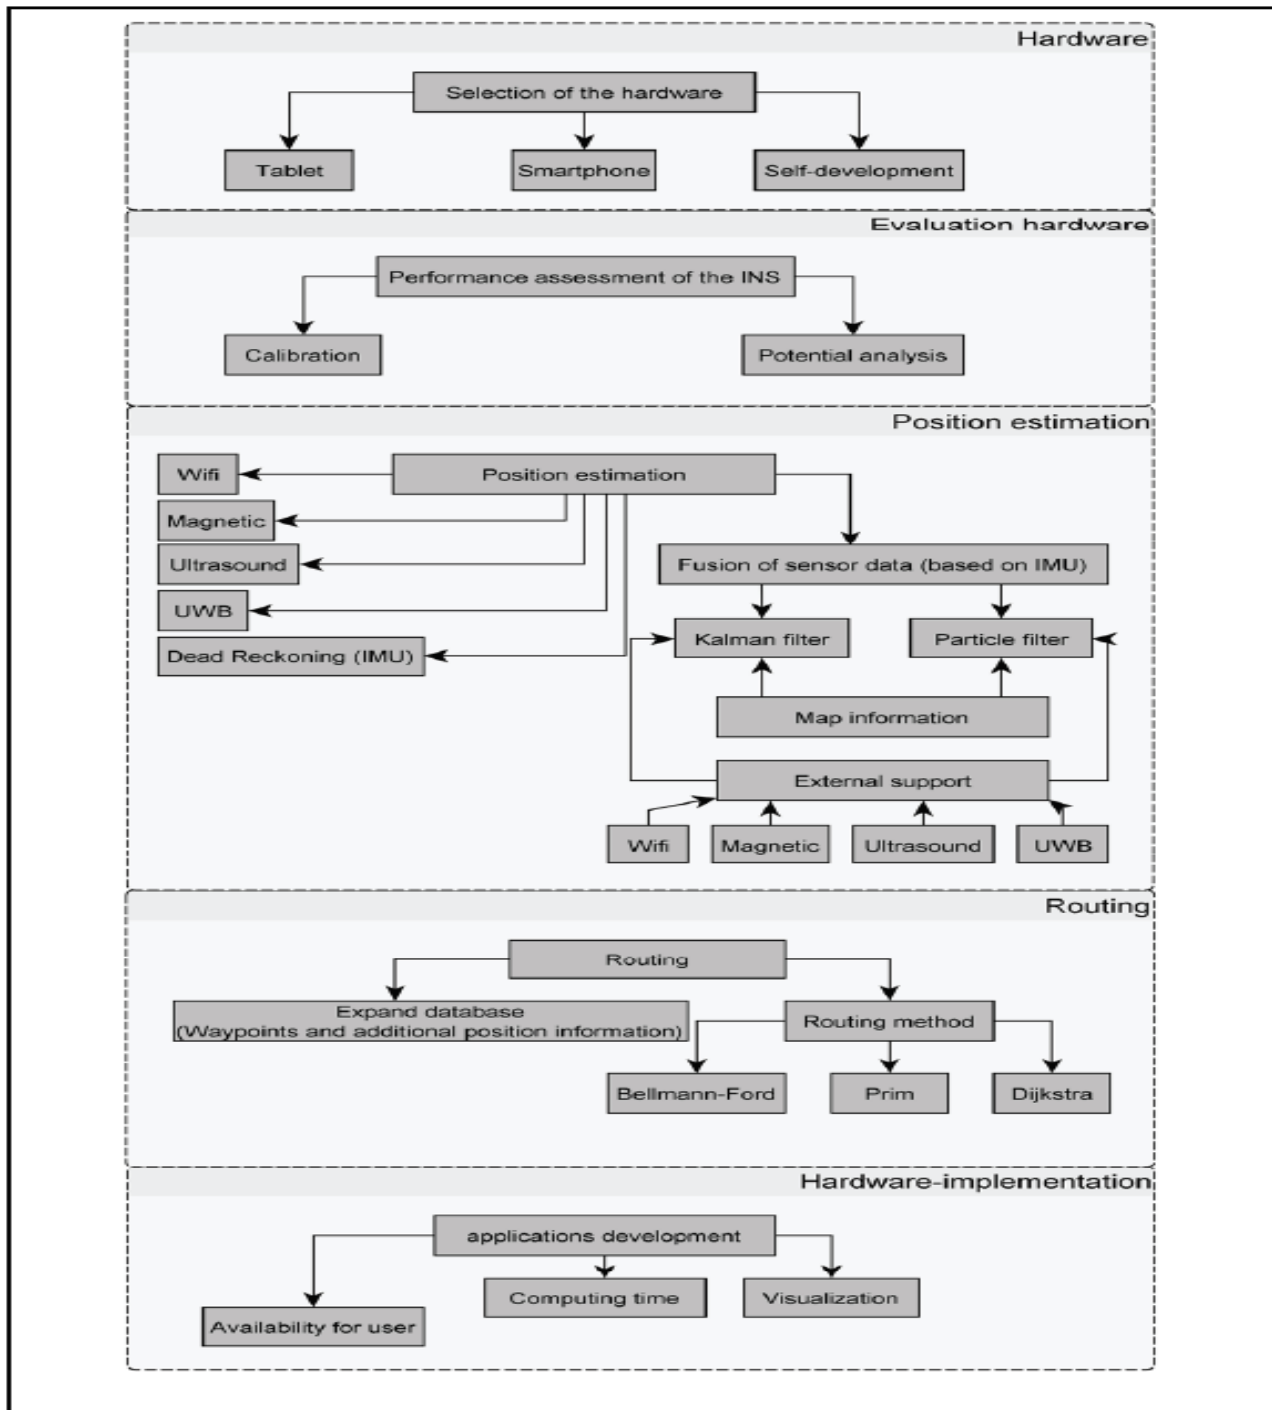 Hardware
Selection of the hardware
Tablet
Smartphone
Self-development
Evaluation hardware
Performance assessment of the INS
Calibration
Potential analysis
Position estimation
Wifi
Position estimation
Magnetic
Ultrasound
Fusion of sensor data (based on IMU)
UWB
Kalman filter
Particle filter
Dead Reckoning (IMU)
Map information
External support
Wifi
Magnetic
Ultrasound
UWB
Routing
Routing
Expand database
(Waypoints and additional position information)
Routing method
Bellmann-Ford
Prim
Dijkstra
Hardware-implementation
applications development
Computing time
Visualization
Availability for user